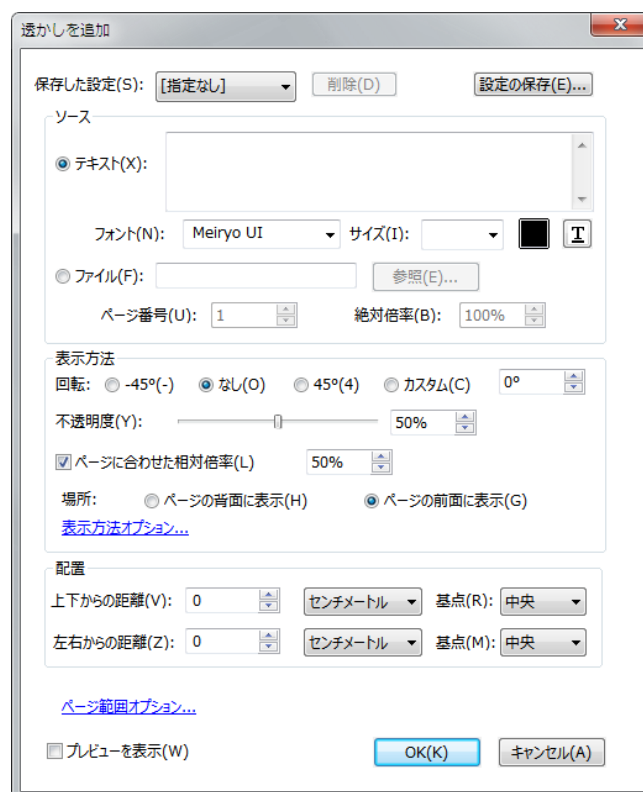 透かしを追加
保存した設定(S): [指定なし] 削除(D) 設定の保存(E)...
ソース
テキスト(X):
フォント(N): Meiryo UI サイズ(I): T
ファイル(F): 参照(E)...
ページ番号(U): 1 絶対倍率(B): 100%
表示方法
回転: -45º(-) なし(O) 45º(4) カスタム(C) 0º
不透明度(Y): 50%
ページに合わせた相対倍率(L) 50%
場所: ページの背面に表示(H) ページの前面に表示(G)
表示方法オプション...
配置
上下からの距離(V): 0 センチメートル 基点(R): 中央
左右からの距離(Z): 0 センチメートル 基点(M): 中央
ページ範囲オプション...
プレビューを表示(W) OK(K) キャンセル(A)